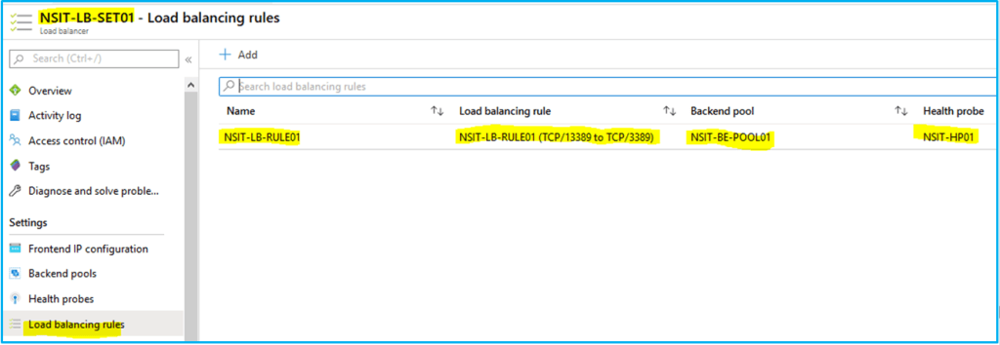 NSIT-LB-SET01 - Load balancing rules
Load balancer
Search (Ctrl+/)
«
Overview
Activity log
Access control (IAM)
Tags
Diagnose and solve proble...
Settings
Frontend IP configuration
Backend pools
Health probes
Load balancing rules
+ Add
Search load balancing rules
Name Load balancing rule Backend pool Health probe
NSIT-LB-RULE01 NSIT-LB-RULE01 (TCP/13389 to TCP/3389) NSIT-BE-POOL01 NSIT-HP01